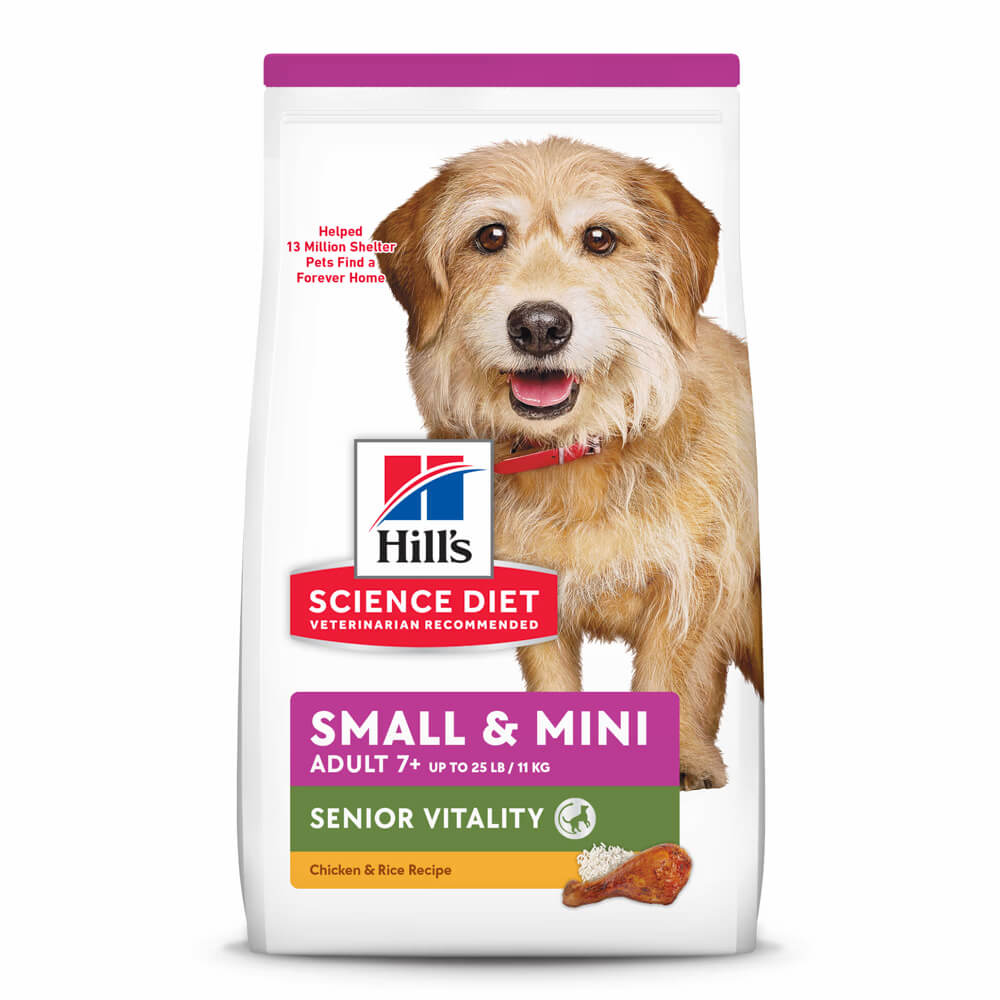 Helped
13 Million Shelter
Pets Find a
Forever Home
Hill's
SCIENCE DIET
VETERINARIAN RECOMMENDED
SMALL & MINI
ADULT 7+ UP TO 25 LB / 11 KG
SENIOR VITALITY
Chicken & Rice Recipe